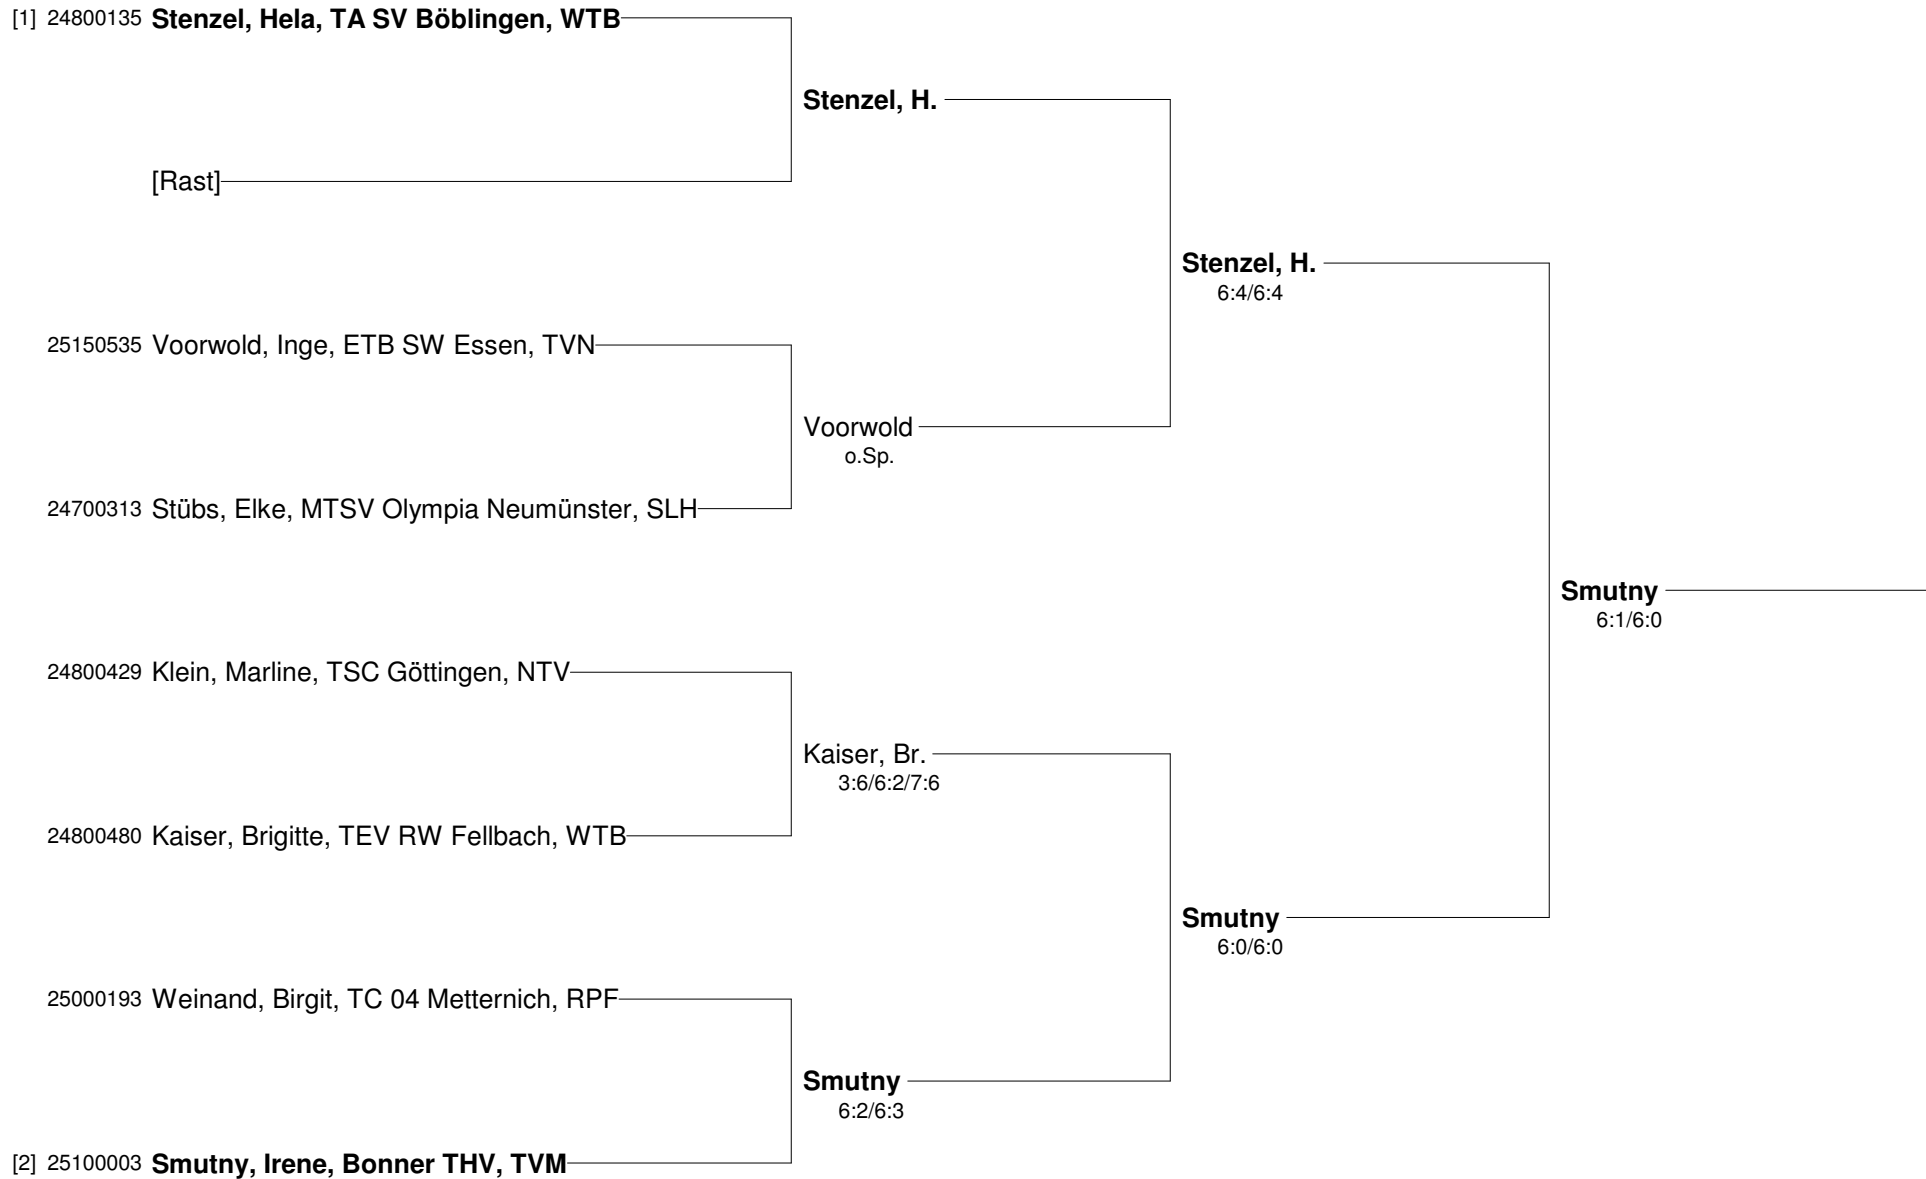 [1] 24800135 Stenzel, Hela, TA SV Böblingen, WTB
Stenzel, H.
[Rast]
Stenzel, H.
6:4/6:4
25150535 Voorwold, Inge, ETB SW Essen, TVN
Voorwold
o.Sp.
24700313 Stübs, Elke, MTSV Olympia Neumünster, SLH
Smutny
6:1/6:0
24800429 Klein, Marline, TSC Göttingen, NTV
Kaiser, Br.
3:6/6:2/7:6
24800480 Kaiser, Brigitte, TEV RW Fellbach, WTB
Smutny
6:0/6:0
25000193 Weinand, Birgit, TC 04 Metternich, RPF
Smutny
6:2/6:3
[2] 25100003 Smutny, Irene, Bonner THV, TVM